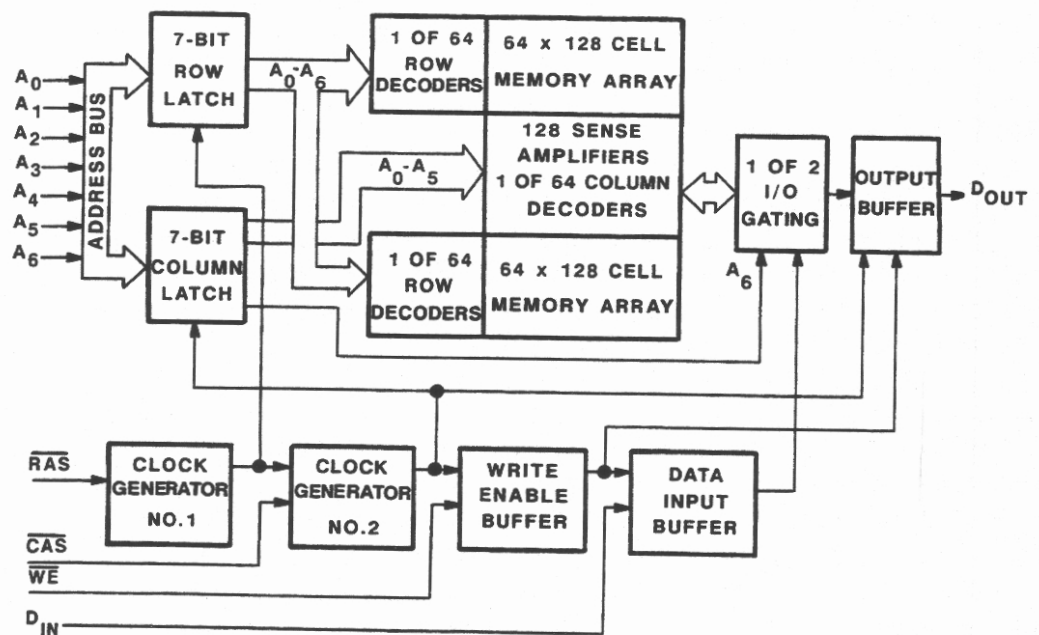 A0
A1
A2
A3
A4
A5
A6
ADDRESS BUS
7-BIT
ROW
LATCH
7-BIT
COLUMN
LATCH
A0-A6
A0-A5
1 OF 64
ROW
DECODERS
64 x 128 CELL
MEMORY ARRAY
128 SENSE
AMPLIFIERS
1 OF 64 COLUMN
DECODERS
1 OF 64
ROW
DECODERS
64 x 128 CELL
MEMORY ARRAY
1 OF 2
I/O
GATING
A6
OUTPUT
BUFFER
DOUT
RAS
CLOCK
GENERATOR
NO.1
CLOCK
GENERATOR
NO.2
WRITE
ENABLE
BUFFER
DATA
INPUT
BUFFER
CAS
WE
DIN